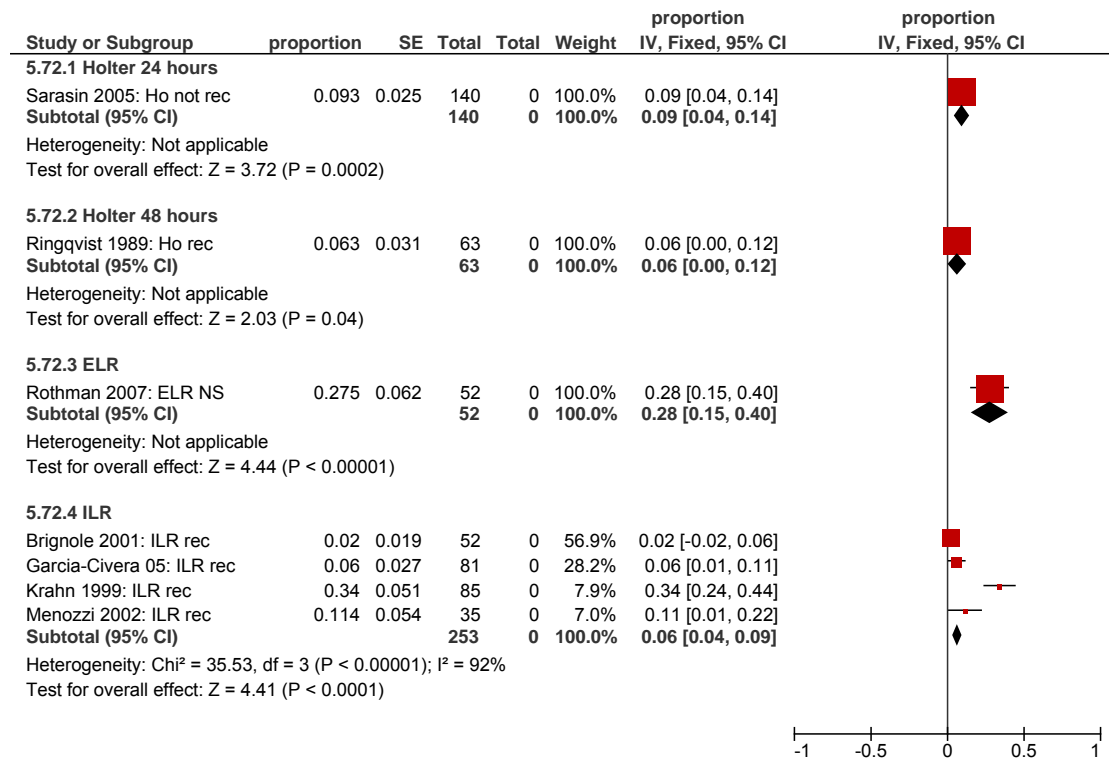 proportion proportion
Study or Subgroup proportion SE Total Total Weight IV, Fixed, 95% CI IV, Fixed, 95% CI
5.72.1 Holter 24 hours
Sarasin 2005: Ho not rec 0.093 0.025 140 0 100.0% 0.09 [0.04, 0.14]
Subtotal (95% CI) 140 0 100.0% 0.09 [0.04, 0.14]
Heterogeneity: Not applicable
Test for overall effect: Z = 3.72 (P = 0.0002)
5.72.2 Holter 48 hours
Ringqvist 1989: Ho rec 0.063 0.031 63 0 100.0% 0.06 [0.00, 0.12]
Subtotal (95% CI) 63 0 100.0% 0.06 [0.00, 0.12]
Heterogeneity: Not applicable
Test for overall effect: Z = 2.03 (P = 0.04)
5.72.3 ELR
Rothman 2007: ELR NS 0.275 0.062 52 0 100.0% 0.28 [0.15, 0.40]
Subtotal (95% CI) 52 0 100.0% 0.28 [0.15, 0.40]
Heterogeneity: Not applicable
Test for overall effect: Z = 4.44 (P < 0.00001)
5.72.4 ILR
Brignole 2001: ILR rec 0.02 0.019 52 0 56.9% 0.02 [-0.02, 0.06]
Garcia-Civera 05: ILR rec 0.06 0.027 81 0 28.2% 0.06 [0.01, 0.11]
Krahn 1999: ILR rec 0.34 0.051 85 0 7.9% 0.34 [0.24, 0.44]
Menozzi 2002: ILR rec 0.114 0.054 35 0 7.0% 0.11 [0.01, 0.22]
Subtotal (95% CI) 253 0 100.0% 0.06 [0.04, 0.09]
Heterogeneity: Chi² = 35.53, df = 3 (P < 0.00001); I² = 92%
Test for overall effect: Z = 4.41 (P < 0.0001)
-1 -0.5 0 0.5 1